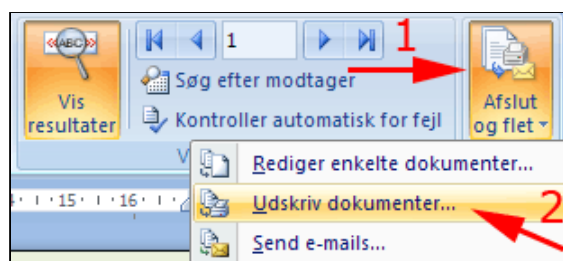 «ABC»
1
1
Søg efter modtager
Vis
resultater
Kontroller automatisk for fejl
Afslut
og flet
V
Rediger enkelte dokumenter...
·15· ı ·16· ı
Udskriv dokumenter...
2
Send e-mails...